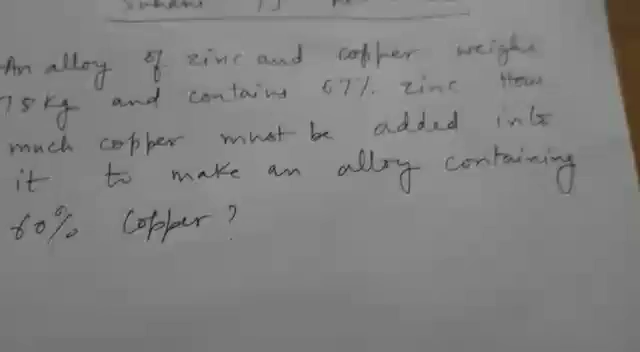 An alloy of zinc and copper weighs
75 kg and contains 67% zinc How
much copper must be added into
it to make an alloy containing
60% Copper?